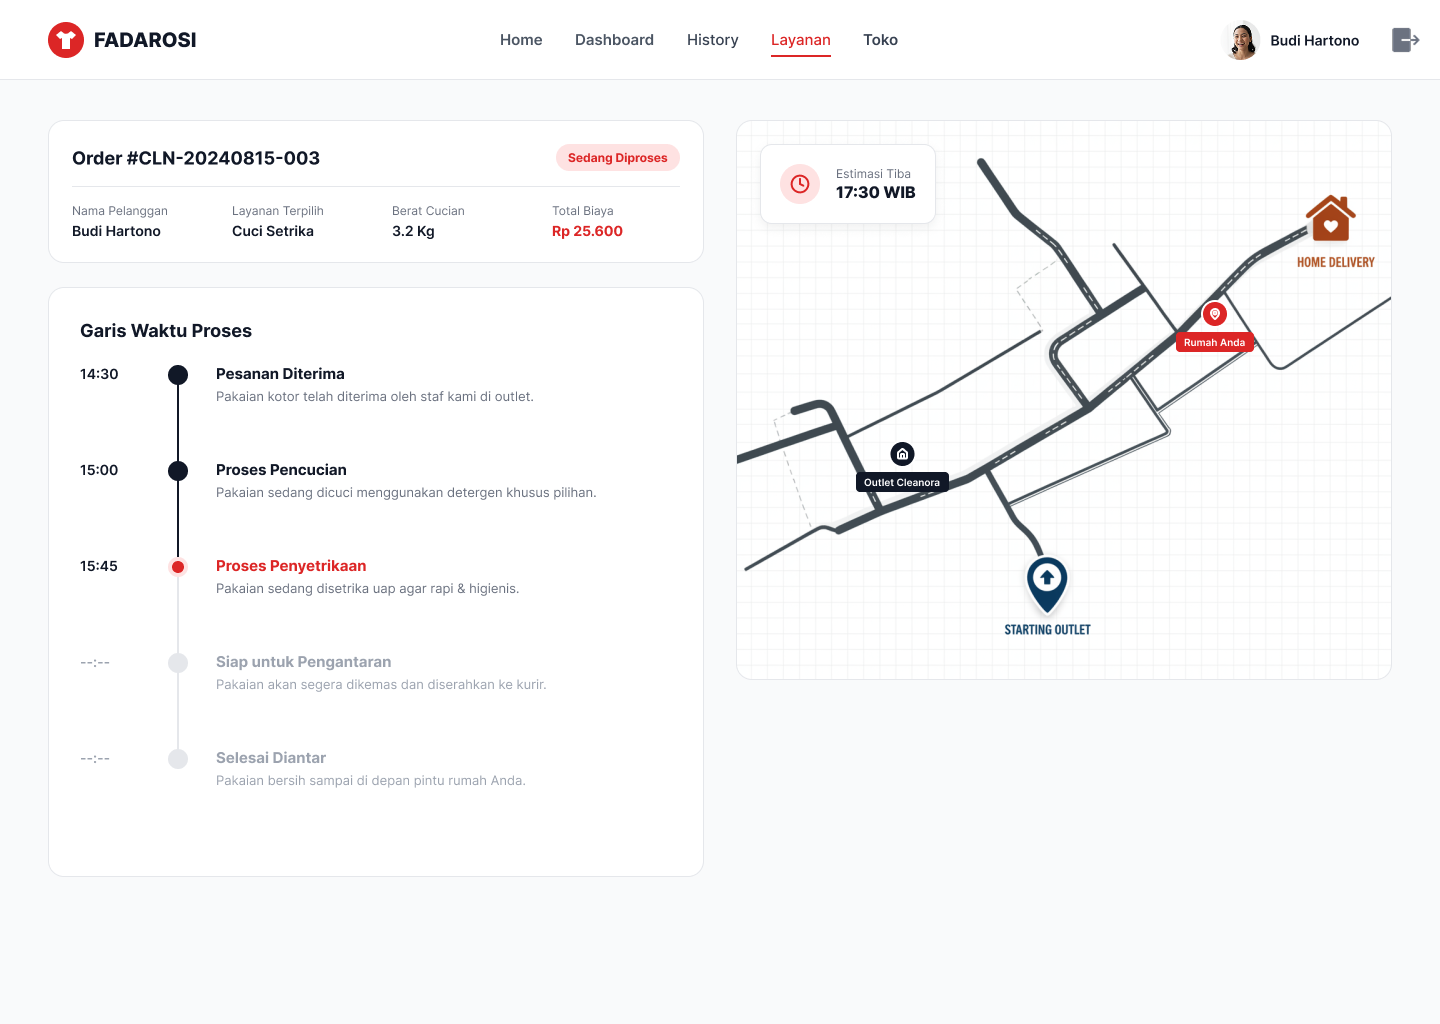 FADAROSI
Home
Dashboard
History
Layanan
Toko
Budi Hartono
Order #CLN-20240815-003
Sedang Diproses
Nama Pelanggan
Budi Hartono
Layanan Terpilih
Cuci Setrika
Berat Cucian
3.2 Kg
Total Biaya
Rp 25.600
Garis Waktu Proses
14:30
Pesanan Diterima
Pakaian kotor telah diterima oleh staf kami di outlet.
15:00
Proses Pencucian
Pakaian sedang dicuci menggunakan detergen khusus pilihan.
15:45
Proses Penyetrikaan
Pakaian sedang disetrika uap agar rapi & higienis.
--:--
Siap untuk Pengantaran
Pakaian akan segera dikemas dan diserahkan ke kurir.
--:--
Selesai Diantar
Pakaian bersih sampai di depan pintu rumah Anda.
Estimasi Tiba
17:30 WIB
HOME DELIVERY
Rumah Anda
Outlet Cleanora
STARTING OUTLET